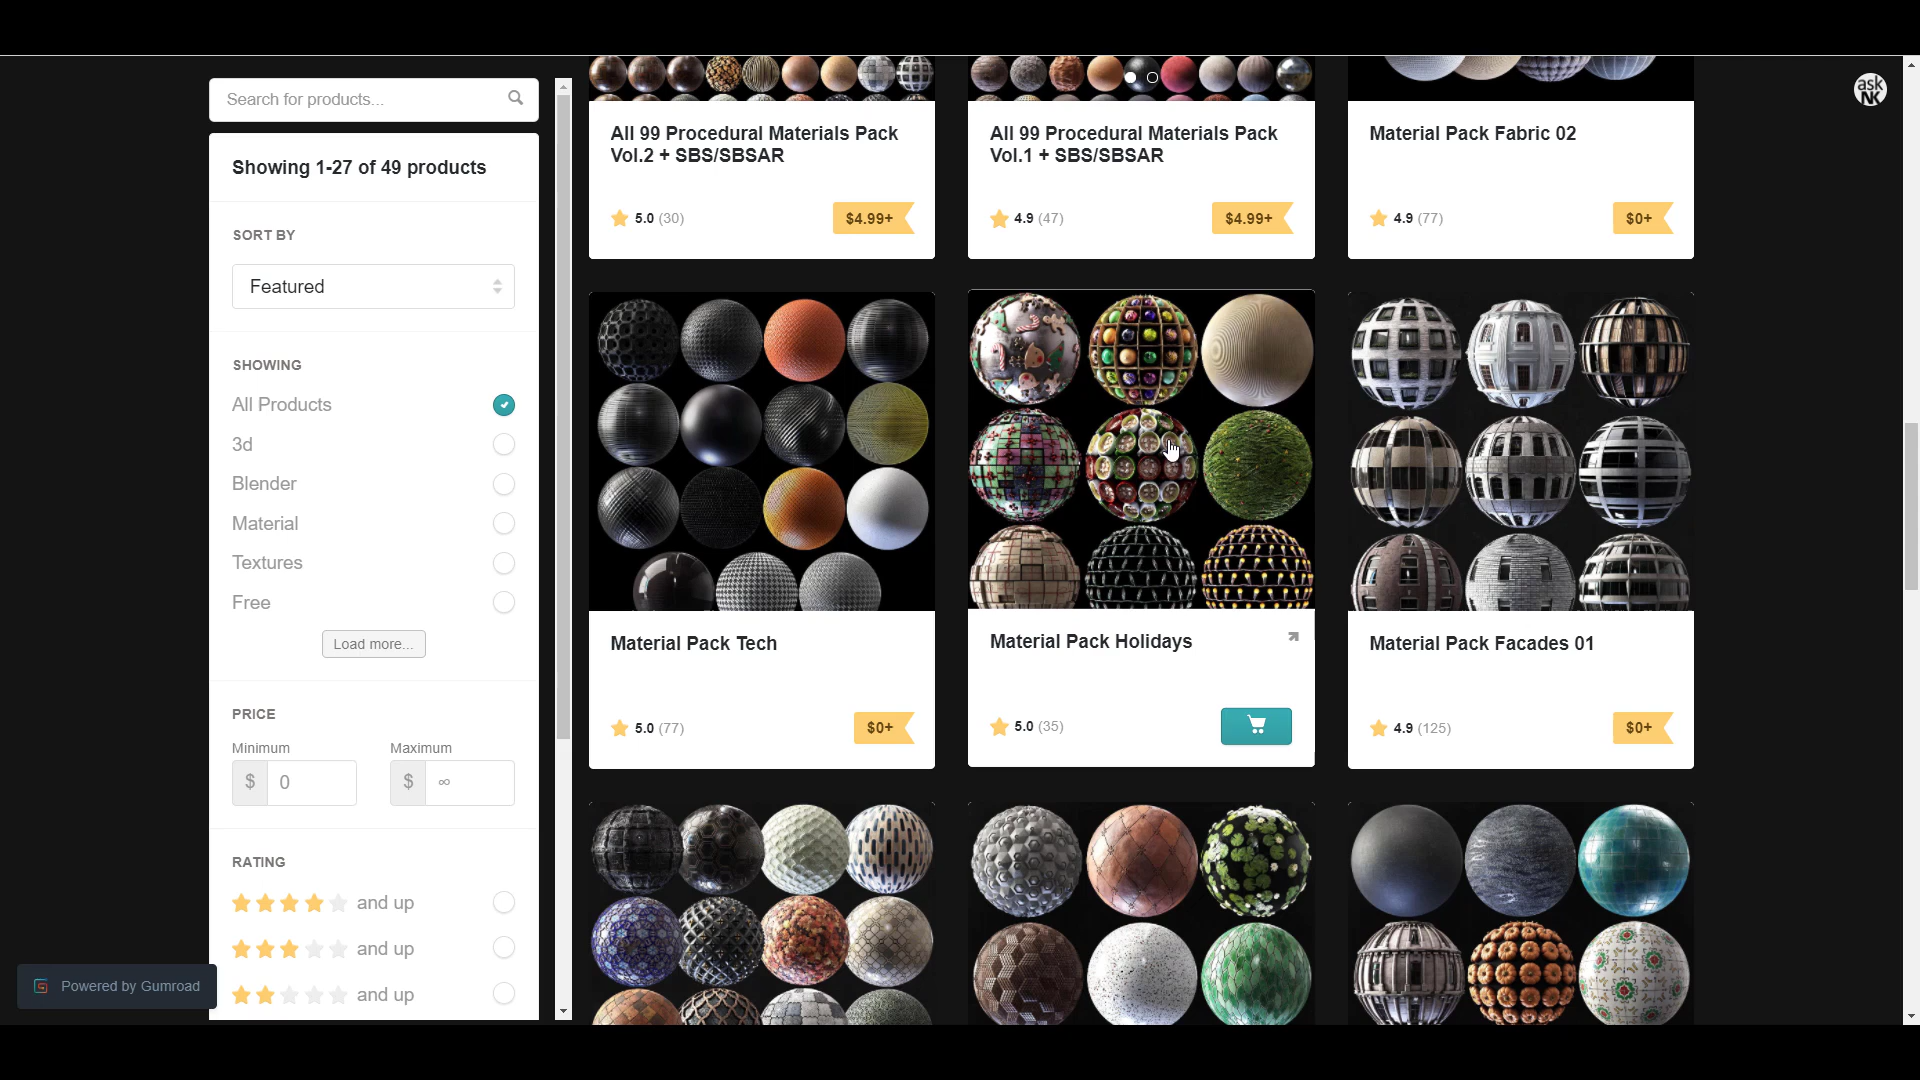 Search for products...
Showing 1-27 of 49 products
SORT BY
Featured
SHOWING
All Products
3d
Blender
Material
Textures
Free
Load more...
PRICE
Minimum
Maximum
$
0
$
∞
RATING
and up
and up
and up
Powered by Gumroad
All 99 Procedural Materials Pack
Vol.2 + SBS/SBSAR
5.0 (30)
$4.99+
All 99 Procedural Materials Pack
Vol.1 + SBS/SBSAR
4.9 (47)
$4.99+
Material Pack Fabric 02
4.9 (77)
$0+
Material Pack Tech
5.0 (77)
$0+
Material Pack Holidays
5.0 (35)
Material Pack Facades 01
4.9 (125)
$0+
ask
NK